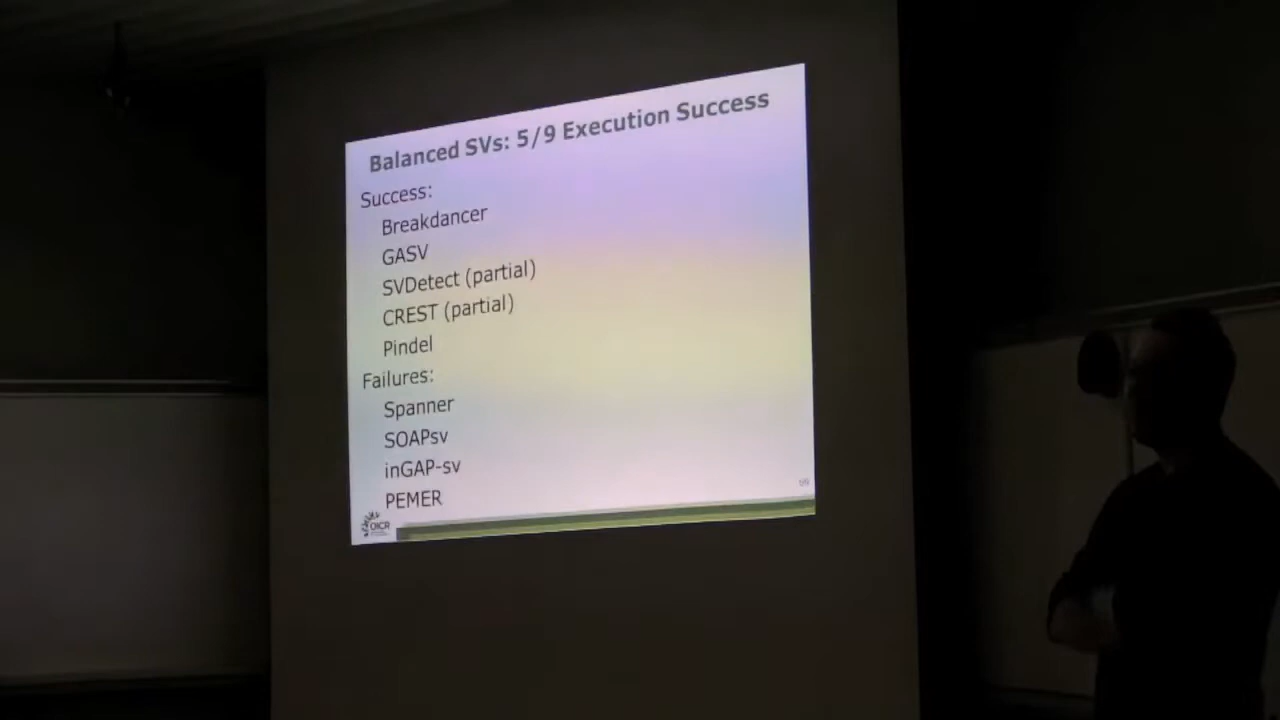 Balanced SVs: 5/9 Execution Success
Success:
Breakdancer
GASV
SVDetect (partial)
CREST (partial)
Pindel
Failures:
Spanner
SOAPsv
inGAP-sv
PEMER
OICR